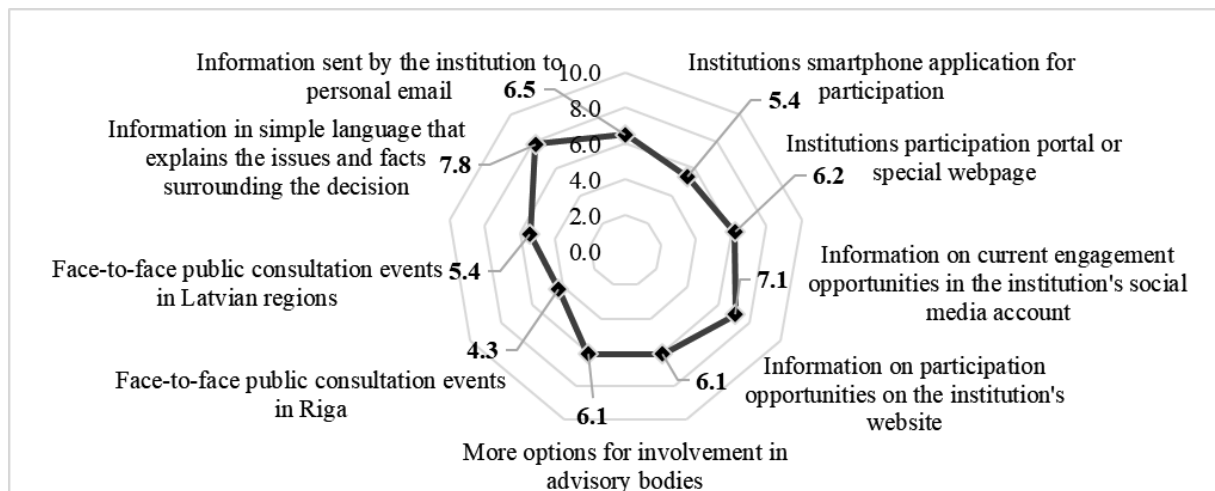 Information sent by the institution to
personal email
6.5
Institutions smartphone application for
participation
5.4
Institutions participation portal or
special webpage
6.2
Information on current engagement
opportunities in the institution's social
media account
7.1
Information on participation
opportunities on the institution's
website
6.1
More options for involvement in
advisory bodies
6.1
Face-to-face public consultation events
in Riga
4.3
Face-to-face public consultation events
in Latvian regions
5.4
Information in simple language that
explains the issues and facts
surrounding the decision
7.8
10.0
8.0
6.0
4.0
2.0
0.0